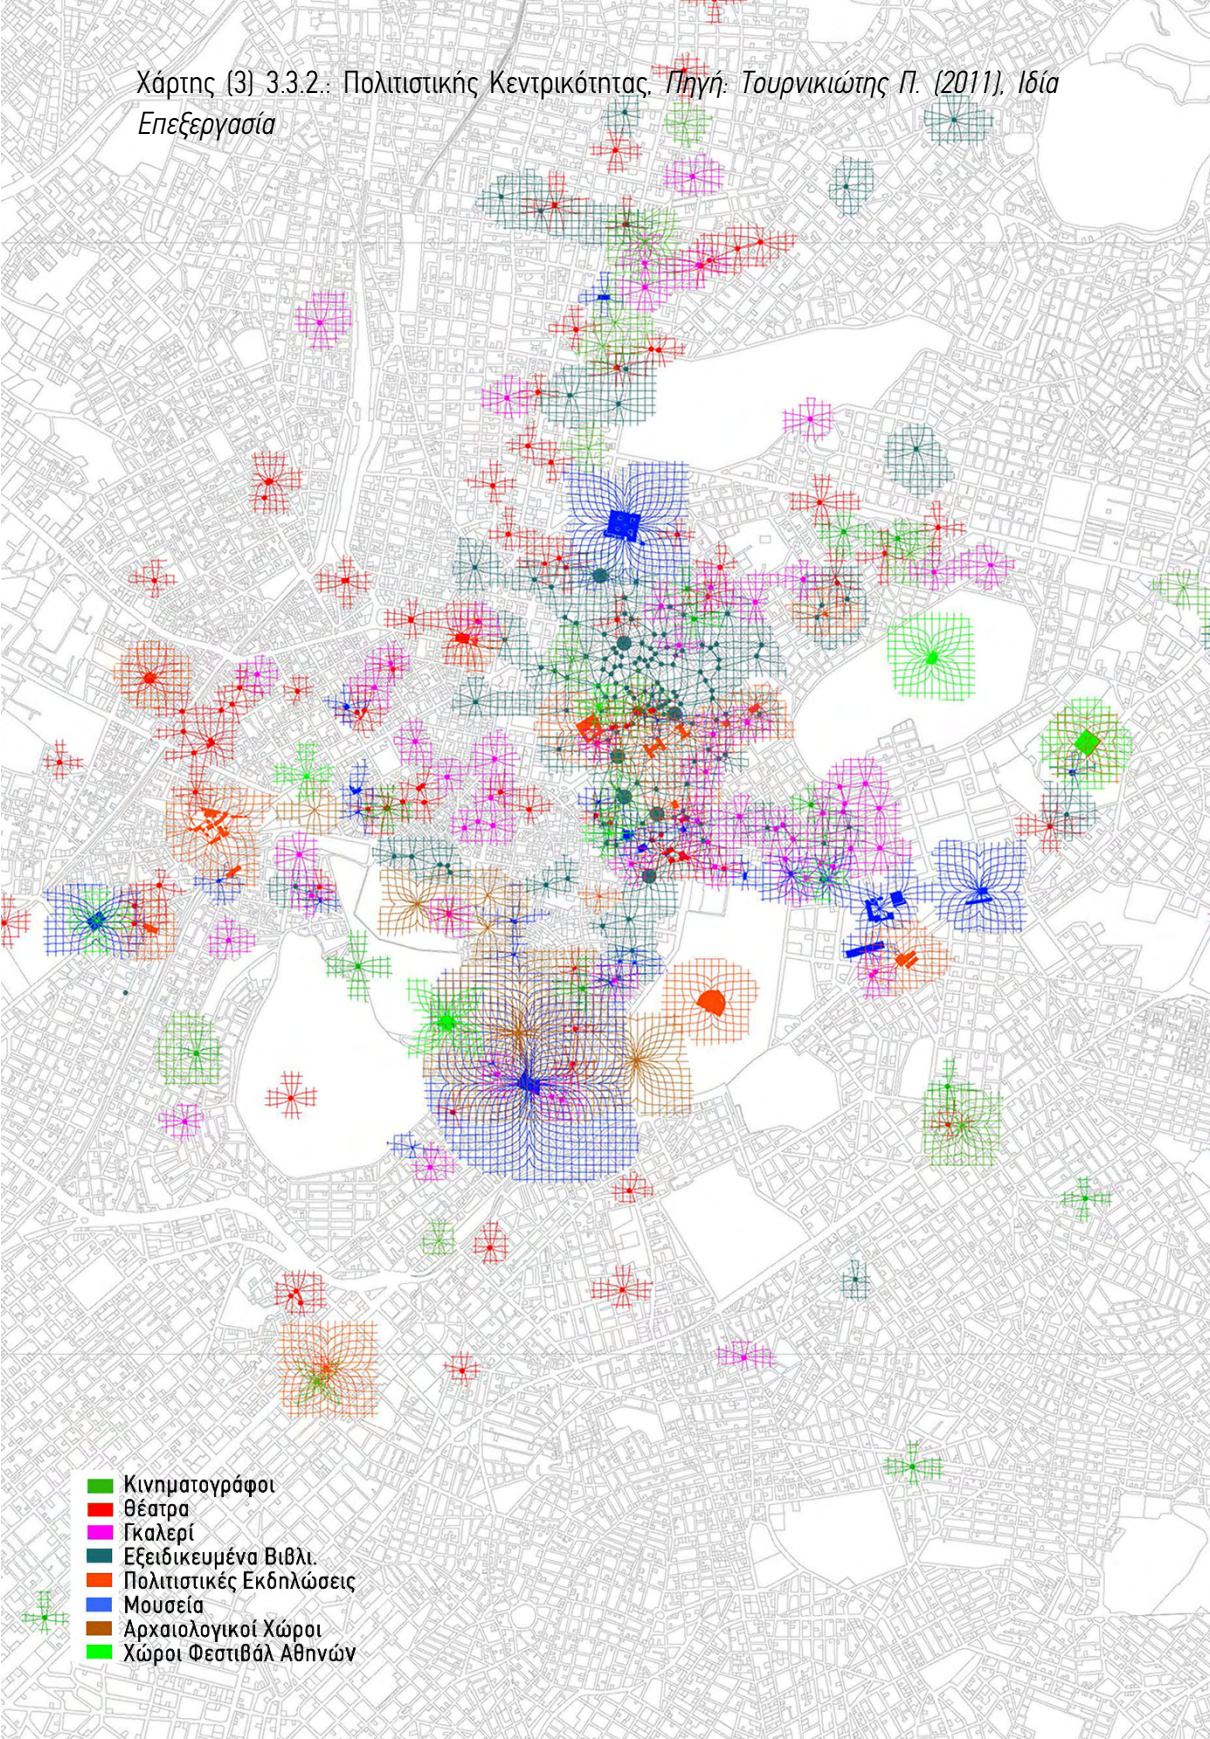 Χάρτης (3) 3.3.2.: Πολιτιστικής Κεντρικότητας, Πηγή: Τουρνικιώτης Π. (2011), Ιδία
Επεξεργασία
Κινηματογράφοι
Θέατρα
Γκαλερί
Εξειδικευμένα Βιβλι.
Πολιτιστικές Εκδηλώσεις
Μουσεία
Αρχαιολογικοί Χώροι
Χώροι Φεστιβάλ Αθηνών